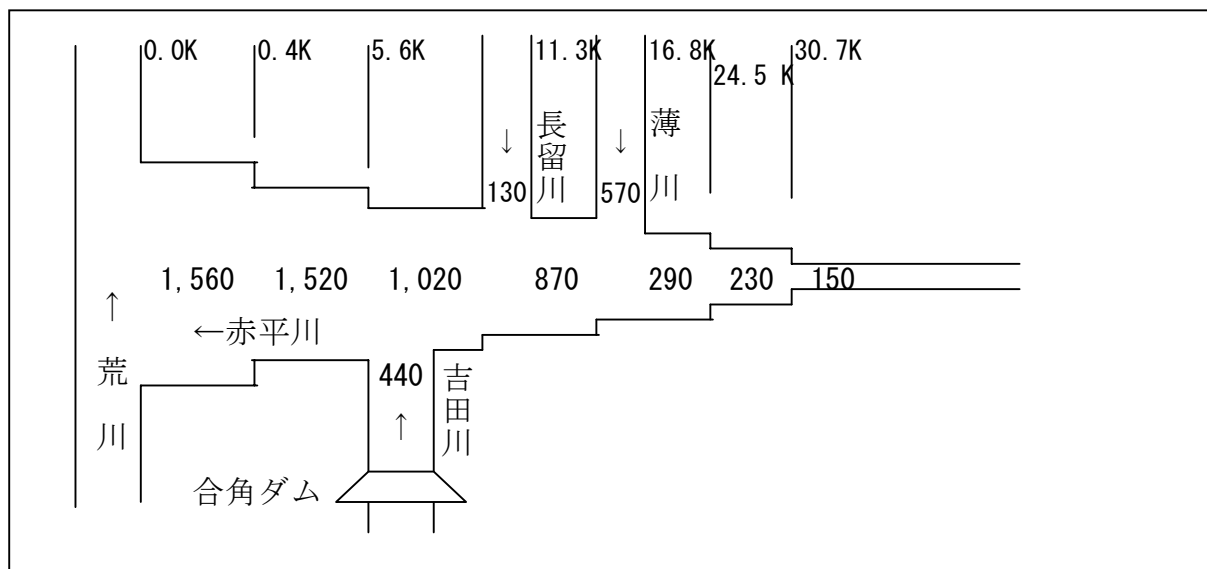 0.0K
0.4K
5.6K
11.3K
16.8K
24.5 K
30.7K
↓
長留川
↓
薄川
130
570
1,560
1,520
1,020
870
290
230
150
←赤平川
↑
荒川
440
吉田川
↑
合角ダム